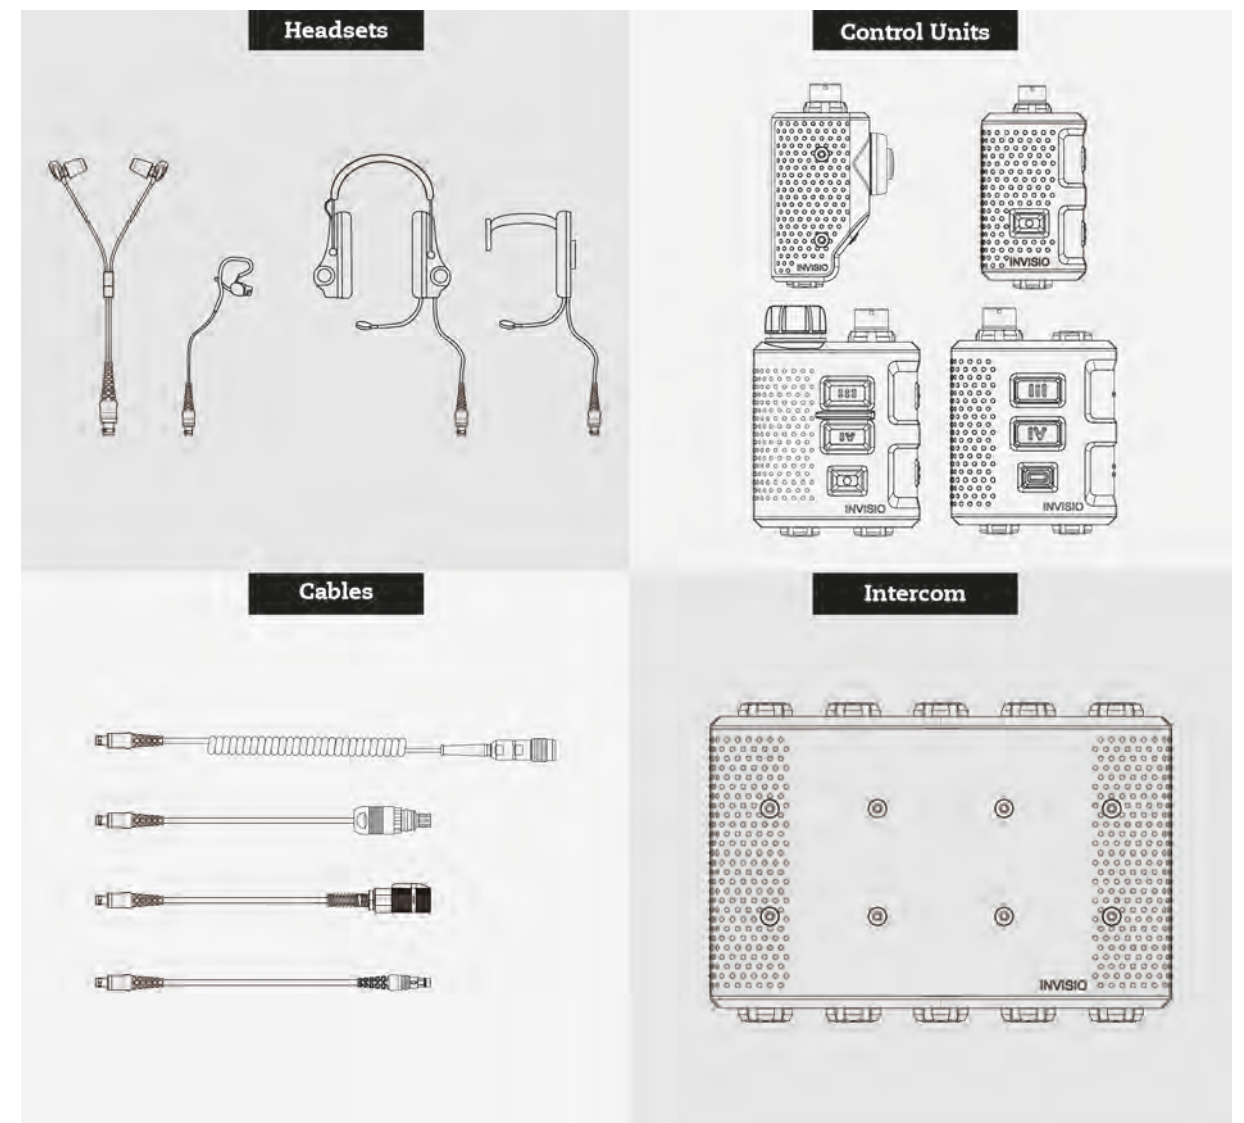 Headsets
Control Units
INVISIO
INVISIO
INVISIO
INVISIO
Cables
Intercom
INVISIO